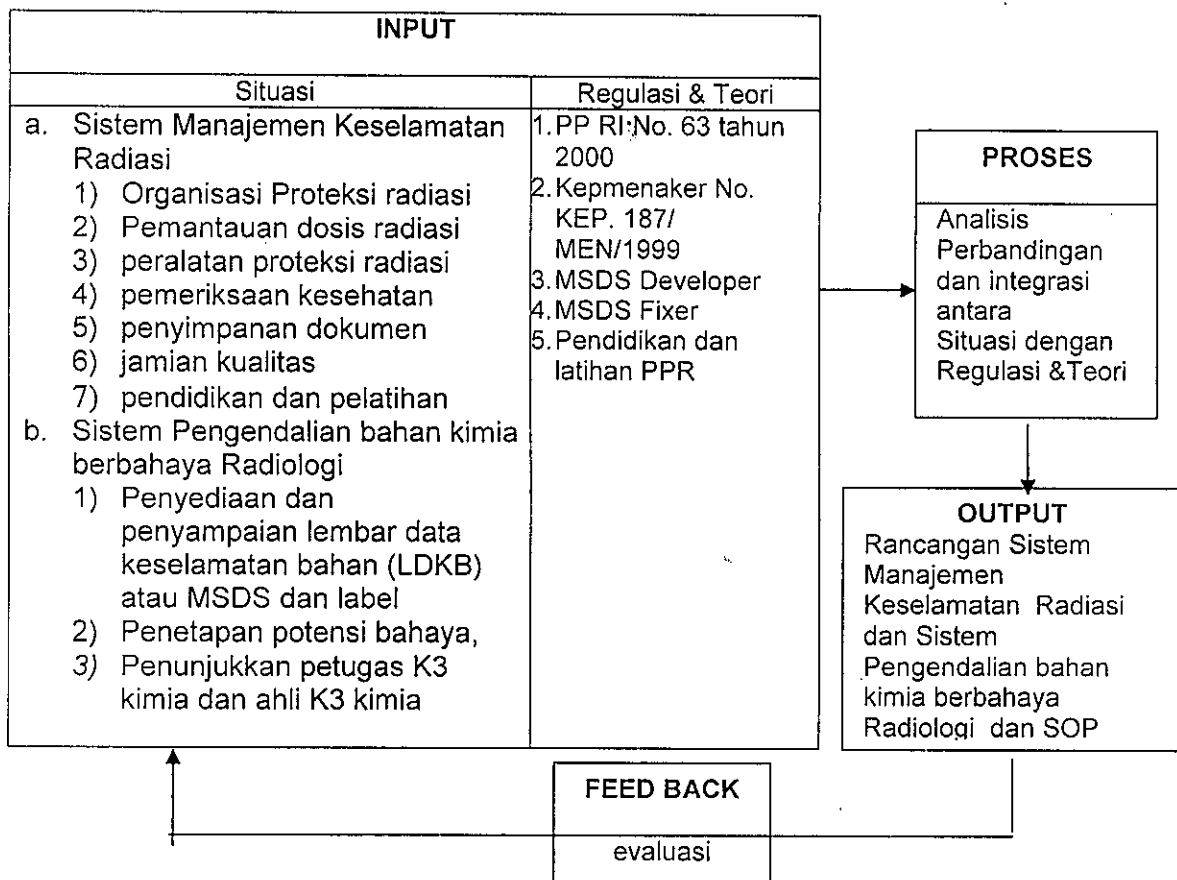 INPUT
Situasi
a. Sistem Manajemen Keselamatan
Radiasi
1) Organisasi Proteksi radiasi
2) Pemantauan dosis radiasi
3) peralatan proteksi radiasi
4) pemeriksaan kesehatan
5) penyimpanan dokumen
6) jamian kualitas
7) pendidikan dan pelatihan
b. Sistem Pengendalian bahan kimia
berbahaya Radiologi
1) Penyediaan dan
penyampaian lembar data
keselamatan bahan (LDKB)
atau MSDS dan label
2) Penetapan potensi bahaya,
3) Penunjukkan petugas K3
kimia dan ahli K3 kimia
Regulasi & Teori
1. PP RI No. 63 tahun
2000
2. Kepmenaker No.
KEP. 187/
MEN/1999
3. MSDS Developer
4. MSDS Fixer
5. Pendidikan dan
latihan PPR
PROSES
Analisis
Perbandingan
dan integrasi
antara
Situasi dengan
Regulasi &Teori
OUTPUT
Rancangan Sistem
Manajemen
Keselamatan Radiasi
dan Sistem
Pengendalian bahan
kimia berbahaya
Radiologi dan SOP
FEED BACK
evaluasi